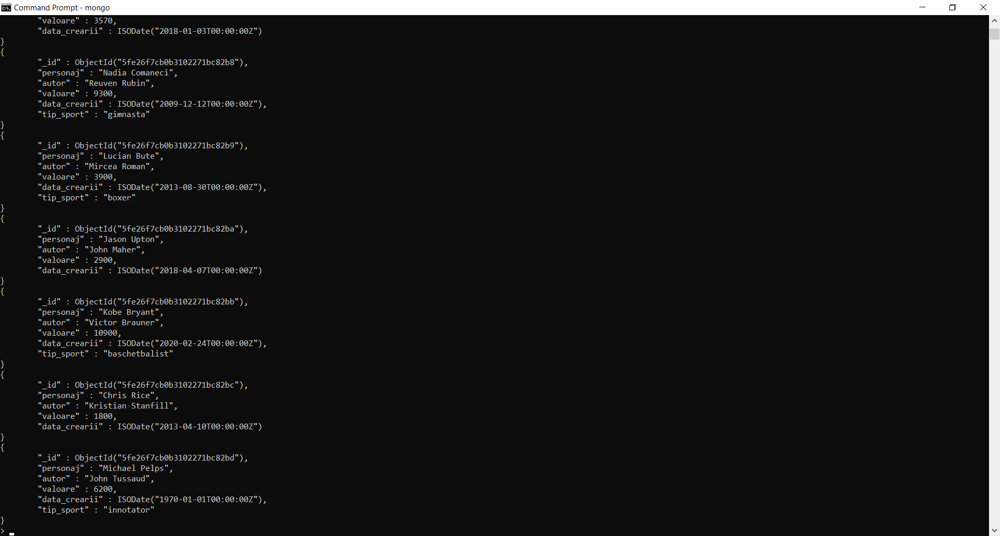 Command Prompt - mongo
"valoare" : 3570,
"data_crearii" : ISODate("2018-01-03T00:00:00Z")
}
{
"_id" : ObjectId("5fe26f7cb0b3102271bc82b8"),
"personaj" : "Nadia Comaneci",
"autor" : "Reuven Rubin",
"valoare" : 9300,
"data_crearii" : ISODate("2009-12-12T00:00:00Z"),
"tip_sport" : "gimnasta"
}
{
"_id" : ObjectId("5fe26f7cb0b3102271bc82b9"),
"personaj" : "Lucian Bute",
"autor" : "Mircea Roman",
"valoare" : 3900,
"data_crearii" : ISODate("2013-08-30T00:00:00Z"),
"tip_sport" : "boxer"
}
{
"_id" : ObjectId("5fe26f7cb0b3102271bc82ba"),
"personaj" : "Jason Upton",
"autor" : "John Maher",
"valoare" : 2900,
"data_crearii" : ISODate("2018-04-07T00:00:00Z")
}
{
"_id" : ObjectId("5fe26f7cb0b3102271bc82bb"),
"personaj" : "Kobe Bryant",
"autor" : "Victor Brauner",
"valoare" : 10900,
"data_crearii" : ISODate("2020-02-24T00:00:00Z"),
"tip_sport" : "baschetbalist"
}
{
"_id" : ObjectId("5fe26f7cb0b3102271bc82bc"),
"personaj" : "Chris Rice",
"autor" : "Kristian Stanfill",
"valoare" : 1800,
"data_crearii" : ISODate("2013-04-10T00:00:00Z")
}
{
"_id" : ObjectId("5fe26f7cb0b3102271bc82bd"),
"personaj" : "Michael Pelps",
"autor" : "John Tussaud",
"valoare" : 6200,
"data_crearii" : ISODate("1970-01-01T00:00:00Z"),
"tip_sport" : "innotator"
}
>